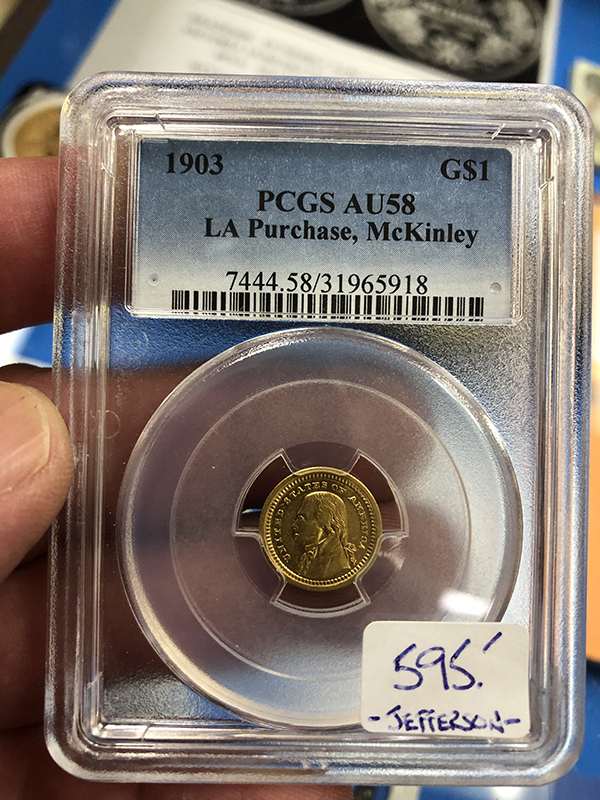 1903 G$1
PCGS AU58
LA Purchase, McKinley
7444.58/31965918
UNITED STATES OF AMERICA
595.-
-JEFFERSON-